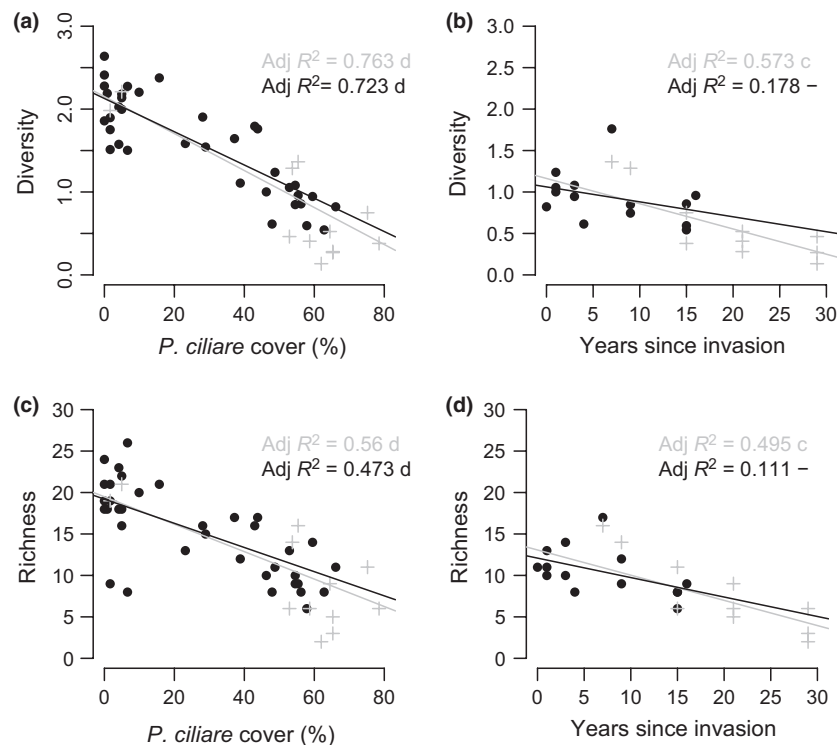 (a)
3.0
2.0
1.0
0.0
Diversity
Adj R² = 0.763 d
Adj R² = 0.723 d
0 20 40 60 80
P. ciliare cover (%)
(b)
3.0
2.5
2.0
1.5
1.0
0.5
0.0
Diversity
Adj R² = 0.573 c
Adj R² = 0.178 –
0 5 10 15 20 25 30
Years since invasion
(c)
30
25
20
15
10
5
0
Richness
Adj R² = 0.56 d
Adj R² = 0.473 d
0 20 40 60 80
P. ciliare cover (%)
(d)
30
25
20
15
10
5
0
Richness
Adj R² = 0.495 c
Adj R² = 0.111 –
0 5 10 15 20 25 30
Years since invasion